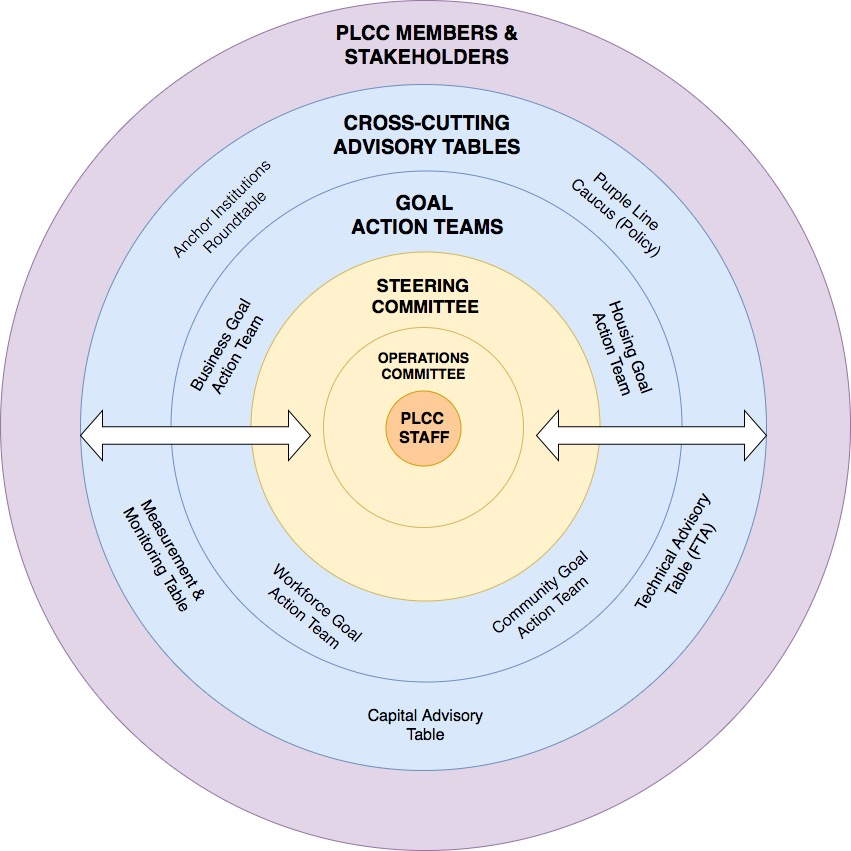 PLCC MEMBERS &
STAKEHOLDERS
CROSS-CUTTING
ADVISORY TABLES
Anchor Institutions
Roundtable
Purple Line
Caucus (Policy)
GOAL
ACTION TEAMS
STEERING
COMMITTEE
Business Goal
Action Team
Housing Goal
Action Team
OPERATIONS
COMMITTEE
PLCC
STAFF
Measurement &
Monitoring Table
Technical Advisory
Table (FTA)
Workforce Goal
Action Team
Community Goal
Action Team
Capital Advisory
Table